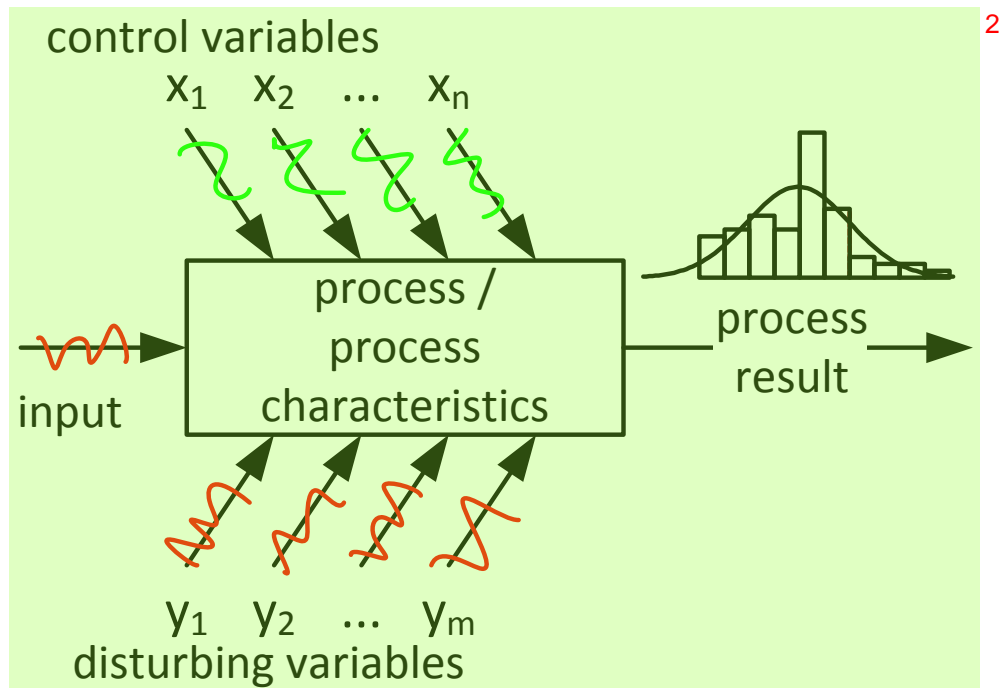 2
control variables
x1 x2 ... xn
process /
process
characteristics
input
process
result
y1 y2 ... ym
disturbing variables